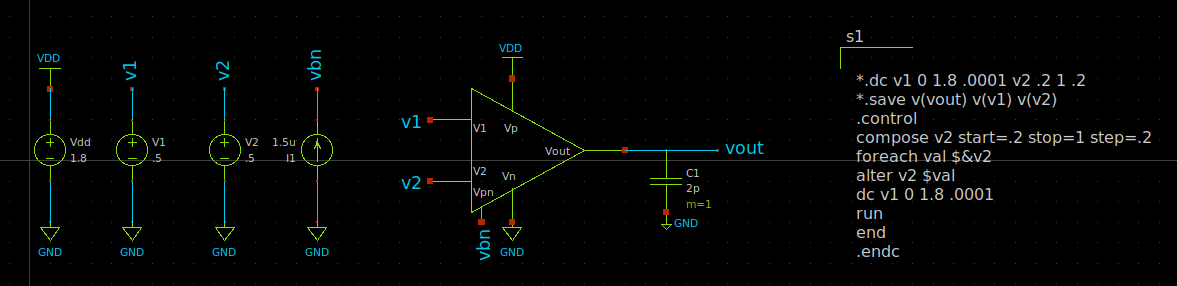 VDD
v1
v2
vbn
Vdd
1.8
V1
.5
V2
.5
1.5u
I1
GND
GND
GND
GND
VDD
v1
V1
Vp
Vout
vout
v2
V2
Vn
Vpn
vbn
GND
C1
2p
m=1
GND
s1
*.dc v1 0 1.8 .0001 v2 .2 1 .2
*.save v(vout) v(v1) v(v2)
.control
compose v2 start=.2 stop=1 step=.2
foreach val $&v2
alter v2 $val
dc v1 0 1.8 .0001
run
end
.endc